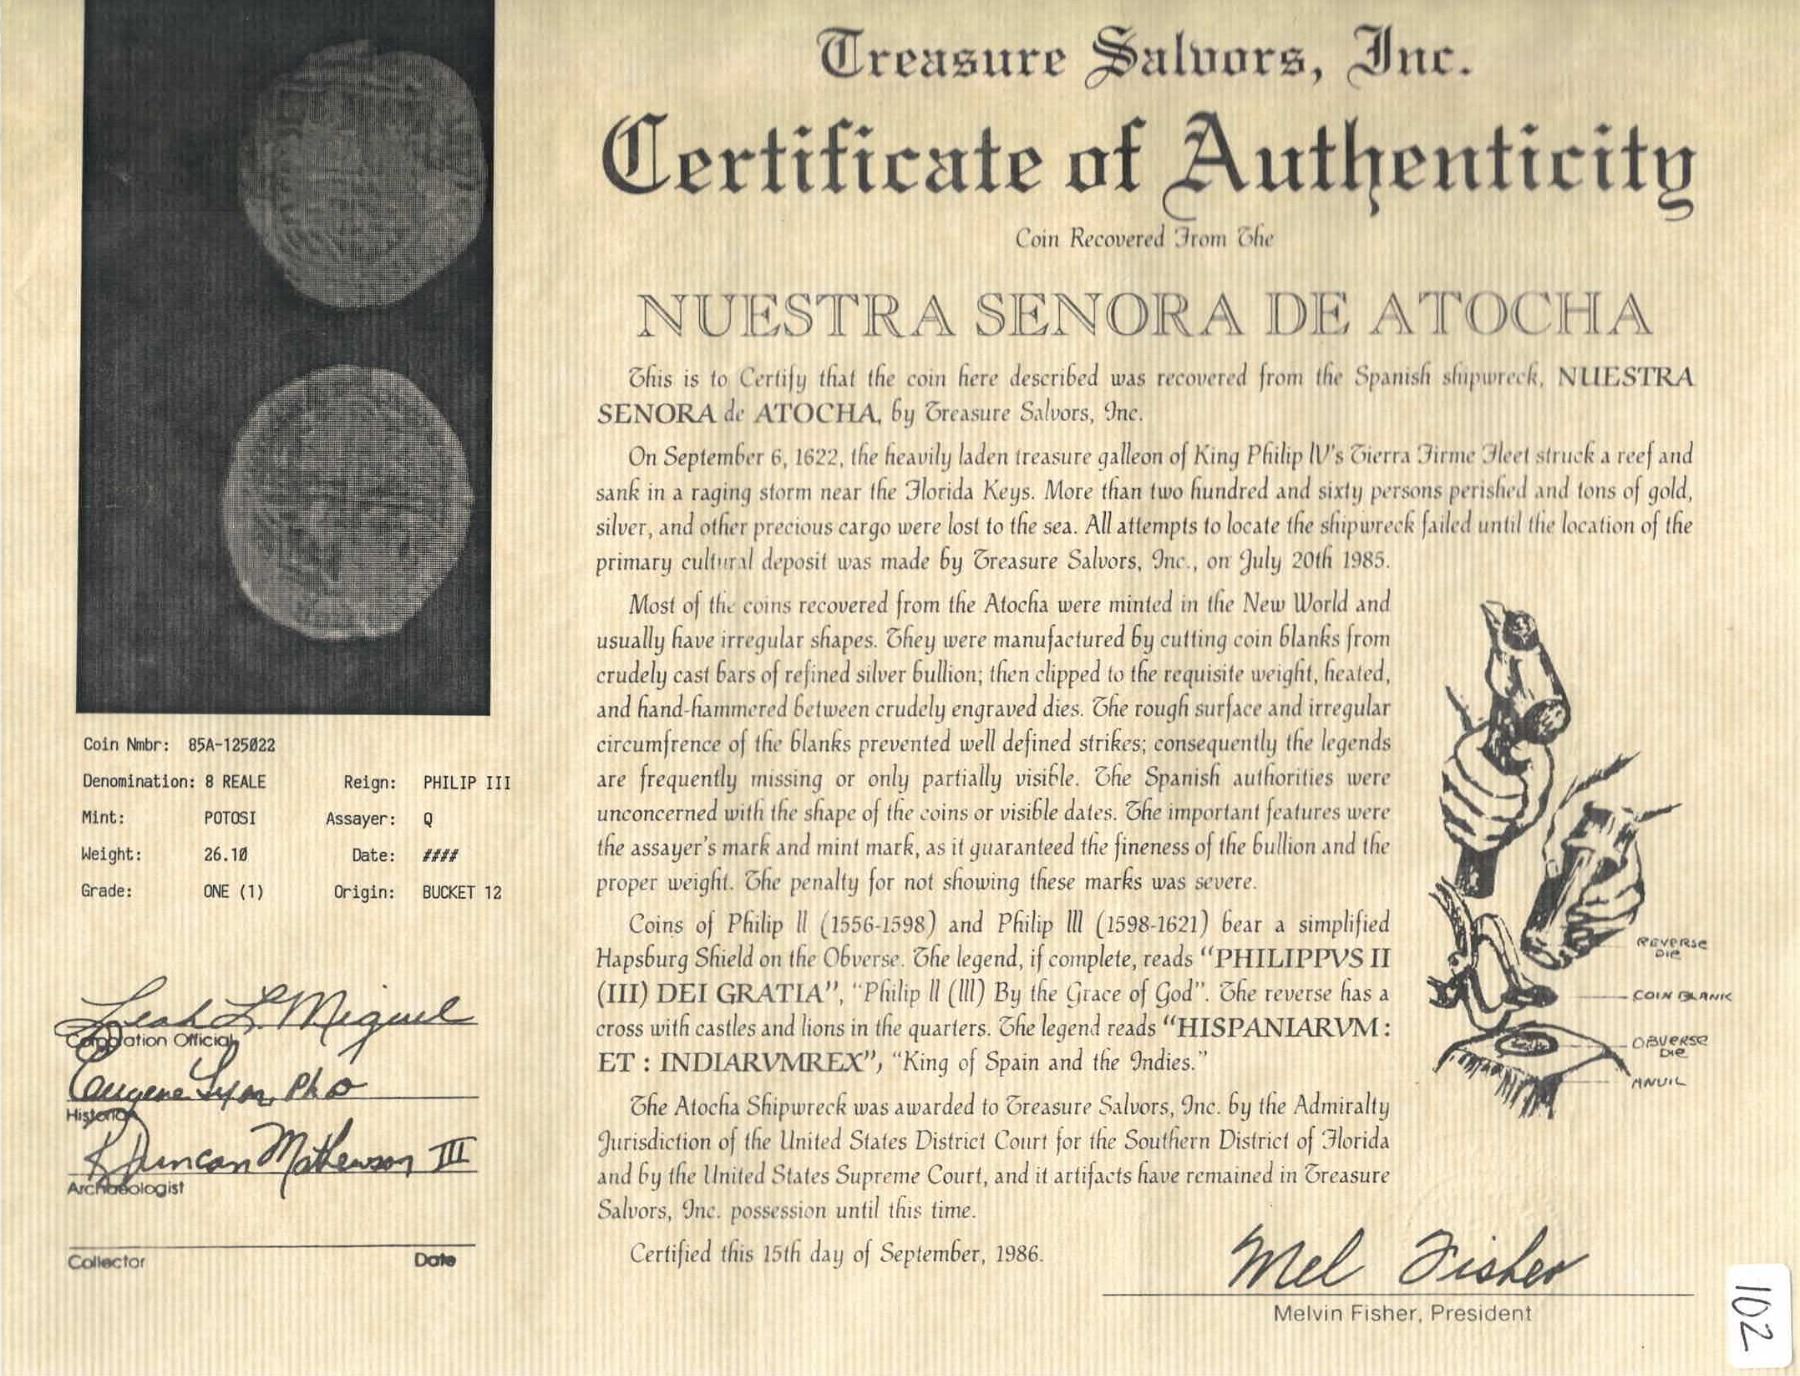 Treasure Salvors, Inc.
Certificate of Authenticity
Coin Recovered From The
NUESTRA SENORA DE ATOCHA
This is to Certify that the coin here described was recovered from the Spanish shipwreck, NUESTRA
SENORA de ATOCHA, by Treasure Salvors, Inc.
On September 6, 1622, the heavily laden treasure galleon of King Philip IV's Tierra Firme Fleet struck a reef and
sank in a raging storm near the Florida Keys. More than two hundred and sixty persons perished and tons of gold,
silver, and other precious cargo were lost to the sea. All attempts to locate the shipwreck failed until the location of the
primary cultural deposit was made by Treasure Salvors, Inc., on July 20th 1985.
Most of the coins recovered from the Atocha were minted in the New World and
usually have irregular shapes. They were manufactured by cutting coin blanks from
crudely cast bars of refined silver bullion; then clipped to the requisite weight, heated,
and hand-hammered between crudely engraved dies. The rough surface and irregular
circumfrence of the blanks prevented well defined strikes; consequently the legends
are frequently missing or only partially visible. The Spanish authorities were
unconcerned with the shape of the coins or visible dates. The important features were
the assayer's mark and mint mark, as it guaranteed the fineness of the bullion and the
proper weight. The penalty for not showing these marks was severe.
Coins of Philip II (1556-1598) and Philip III (1598-1621) bear a simplified
Hapsburg Shield on the Obverse. The legend, if complete, reads "PHILIPPVS II
(III) DEI GRATIA", "Philip II (III) By the Grace of God". The reverse has a
cross with castles and lions in the quarters. The legend reads "HISPANIARVM :
ET : INDIARVMREX", "King of Spain and the Indies."
The Atocha Shipwreck was awarded to Treasure Salvors, Inc. by the Admiralty
Jurisdiction of the United States District Court for the Southern District of Florida
and by the United States Supreme Court, and it artifacts have remained in Treasure
Salvors, Inc. possession until this time.
Certified this 15th day of September, 1986.
Mel Fisher
Melvin Fisher, President
REVERSE
DIE
COIN BLANK
OBVERSE
DIE
ANVIL
Coin Nmbr: 85A-125022
Denomination: 8 REALE Reign: PHILIP III
Mint: POTOSI Assayer: Q
Weight: 26.10 Date: ####
Grade: ONE (1) Origin: BUCKET 12
Leah L. Miguel
Corporation Official
Eugene Lyon, PhD
Historian
R Duncan Mathewson III
Archaeologist
Collector Date
102